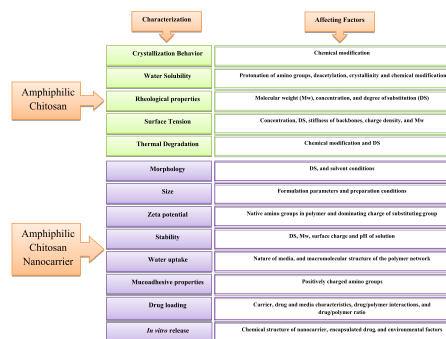 Characterization
Affecting Factors
Amphiphilic
Chitosan
Crystallization Behavior
Chemical modification
Water Solubility
Protonation of amino groups, deacetylation, crystallinity and chemical modification
Rheological properties
Molecular weight (Mw), concentration, and degree of substitution (DS)
Surface Tension
Concentration, DS, stiffness of backbones, charge density, and Mw
Thermal Degradation
Chemical modification and DS
Amphiphilic
Chitosan
Nanocarrier
Morphology
DS, and solvent conditions
Size
Formulation parameters and preparation conditions
Zeta potential
Native amino groups in polymer and dominating charge of substituting group
Stability
DS, Mw, surface charge and pH of solution
Water uptake
Nature of media, and macromolecular structure of the polymer network
Mucoadhesive properties
Positively charged amino groups
Drug loading
Carrier, drug and media characteristics, drug/polymer interactions, and
drug/polymer ratio
In vitro release
Chemical structure of nanocarrier, encapsulated drug, and environmental factors